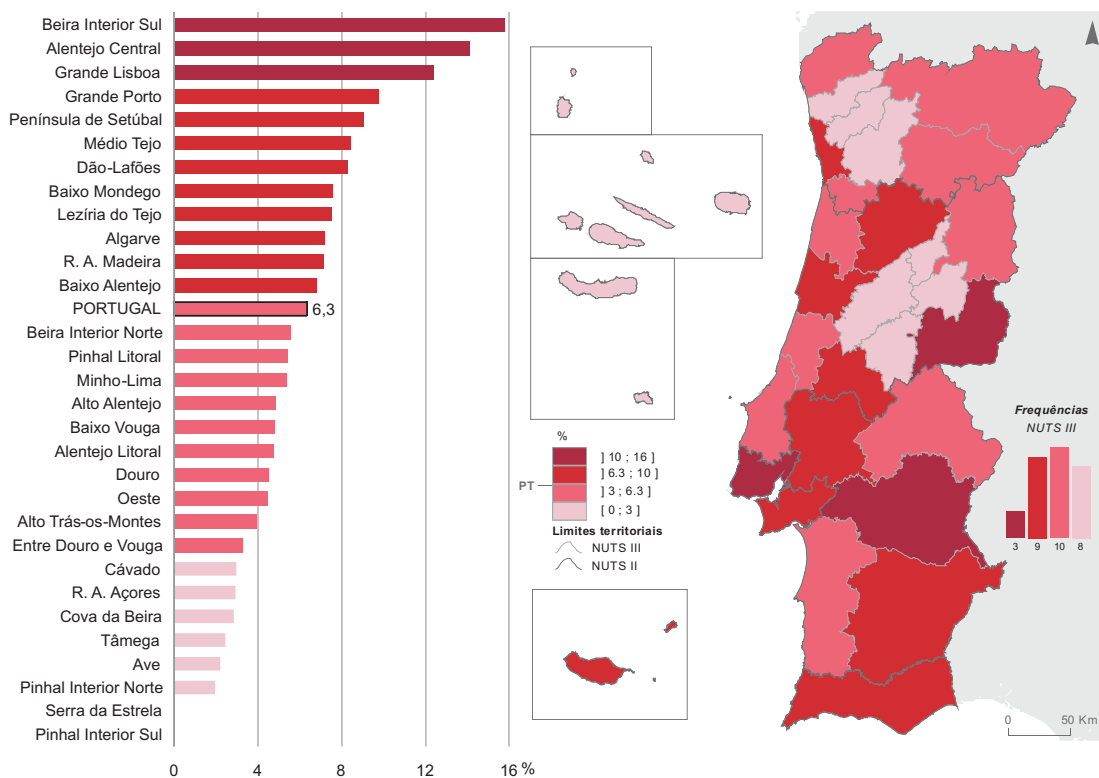 Beira Interior Sul
Alentejo Central
Grande Lisboa
Grande Porto
Península de Setúbal
Médio Tejo
Dão-Lafões
Baixo Mondego
Lezíria do Tejo
Algarve
R. A. Madeira
Baixo Alentejo
PORTUGAL 6,3
Beira Interior Norte
Pinhal Litoral
Minho-Lima
Alto Alentejo
Baixo Vouga
Alentejo Litoral
Douro
Oeste
Alto Trás-os-Montes
Entre Douro e Vouga
Cávado
R. A. Açores
Cova da Beira
Tâmega
Ave
Pinhal Interior Norte
Serra da Estrela
Pinhal Interior Sul
0 4 8 12 16 %
%
] 10 ; 16 ]
] 6.3 ; 10 ]
PT
] 3 ; 6.3 ]
[ 0 ; 3 ]
Limites territoriais
NUTS III
NUTS II
Frequências
NUTS III
3 9 10 8
0 50 Km